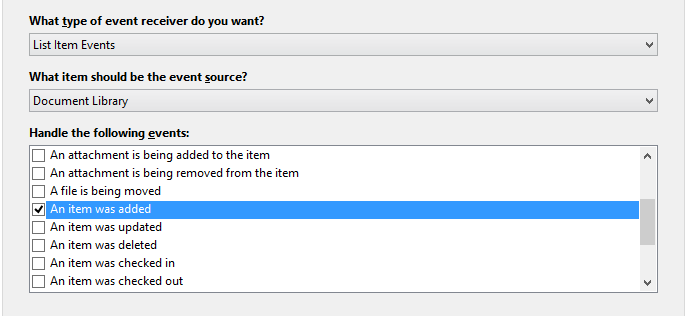 What type of event receiver do you want?
List Item Events
What item should be the event source?
Document Library
Handle the following events:
An attachment is being added to the item
An attachment is being removed from the item
A file is being moved
An item was added
An item was updated
An item was deleted
An item was checked in
An item was checked out